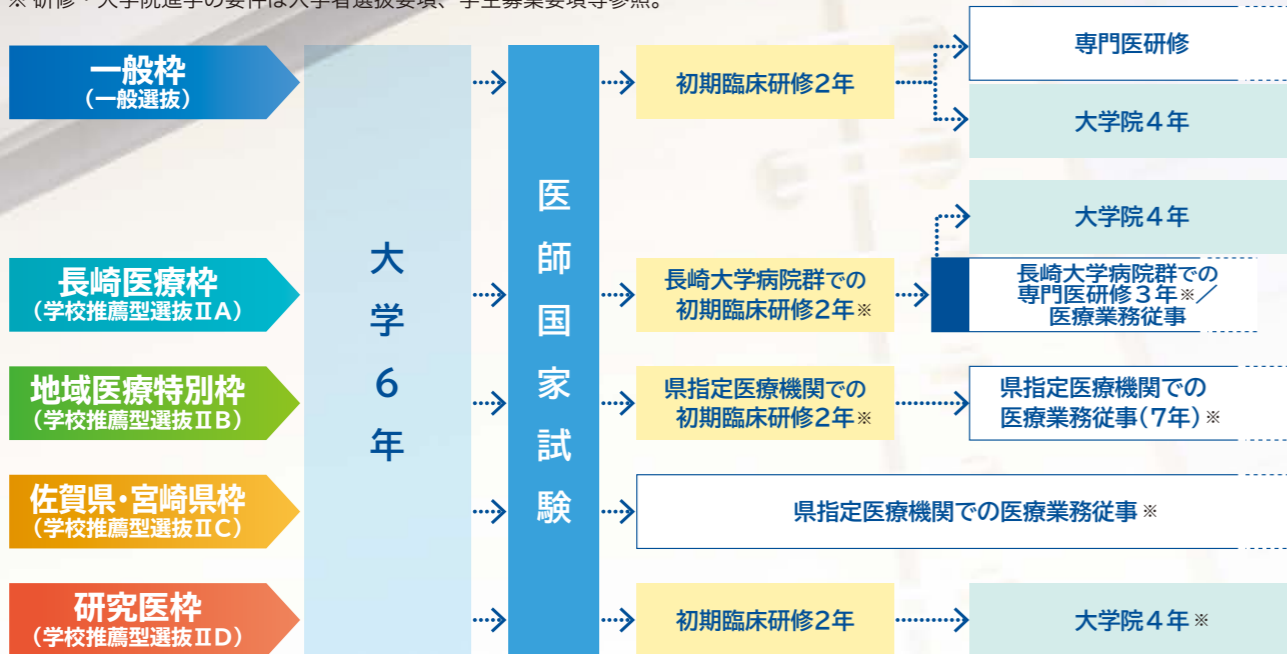 ※ 研修・大学院進学の要件は入学者選抜要項、学生募集要項等参照。
一般枠
（一般選抜）
大学6年
医師国家試験
初期臨床研修2年
専門医研修
大学院4年
長崎医療枠
（学校推薦型選抜ⅡA）
長崎大学病院群での
初期臨床研修2年※
大学院4年
長崎大学病院群での
専門医研修3年※／
医療業務従事
地域医療特別枠
（学校推薦型選抜ⅡB）
県指定医療機関での
初期臨床研修2年※
県指定医療機関での
医療業務従事（7年）※
佐賀県・宮崎県枠
（学校推薦型選抜ⅡC）
県指定医療機関での医療業務従事※
研究医枠
（学校推薦型選抜ⅡD）
初期臨床研修2年
大学院4年※